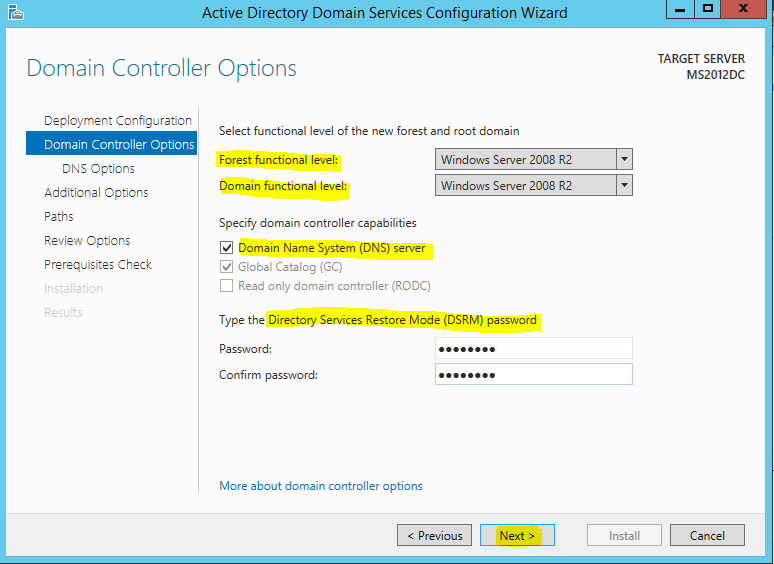 Active Directory Domain Services Configuration Wizard
Domain Controller Options
TARGET SERVER
MS2012DC
Deployment Configuration
Domain Controller Options
DNS Options
Additional Options
Paths
Review Options
Prerequisites Check
Installation
Results
Select functional level of the new forest and root domain
Forest functional level: Windows Server 2008 R2
Domain functional level: Windows Server 2008 R2
Specify domain controller capabilities
Domain Name System (DNS) server
Global Catalog (GC)
Read only domain controller (RODC)
Type the Directory Services Restore Mode (DSRM) password
Password: ●●●●●●●●
Confirm password: ●●●●●●●●
More about domain controller options
< Previous Next > Install Cancel